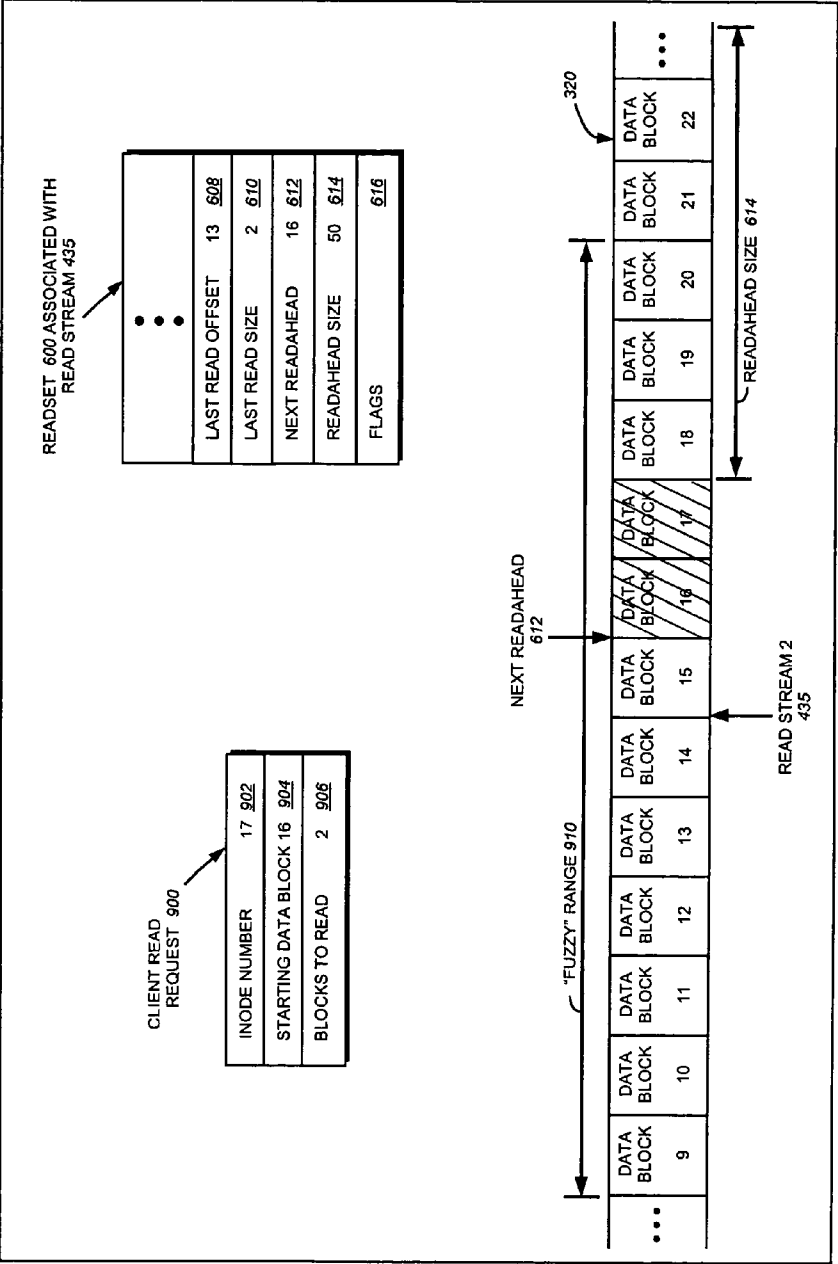 CLIENT READ
REQUEST 900
INODE NUMBER 17 902
STARTING DATA BLOCK 16 904
BLOCKS TO READ 2 906
READSET 600 ASSOCIATED WITH
READ STREAM 435
LAST READ OFFSET 13 608
LAST READ SIZE 2 610
NEXT READAHEAD 16 612
READAHEAD SIZE 50 614
FLAGS 616
NEXT READAHEAD
612
"FUZZY" RANGE 910
320
DATA
BLOCK
9
DATA
BLOCK
10
DATA
BLOCK
11
DATA
BLOCK
12
DATA
BLOCK
13
DATA
BLOCK
14
DATA
BLOCK
15
DATA
BLOCK
16
DATA
BLOCK
17
DATA
BLOCK
18
DATA
BLOCK
19
DATA
BLOCK
20
DATA
BLOCK
21
DATA
BLOCK
22
READAHEAD SIZE 614
READ STREAM 2
435